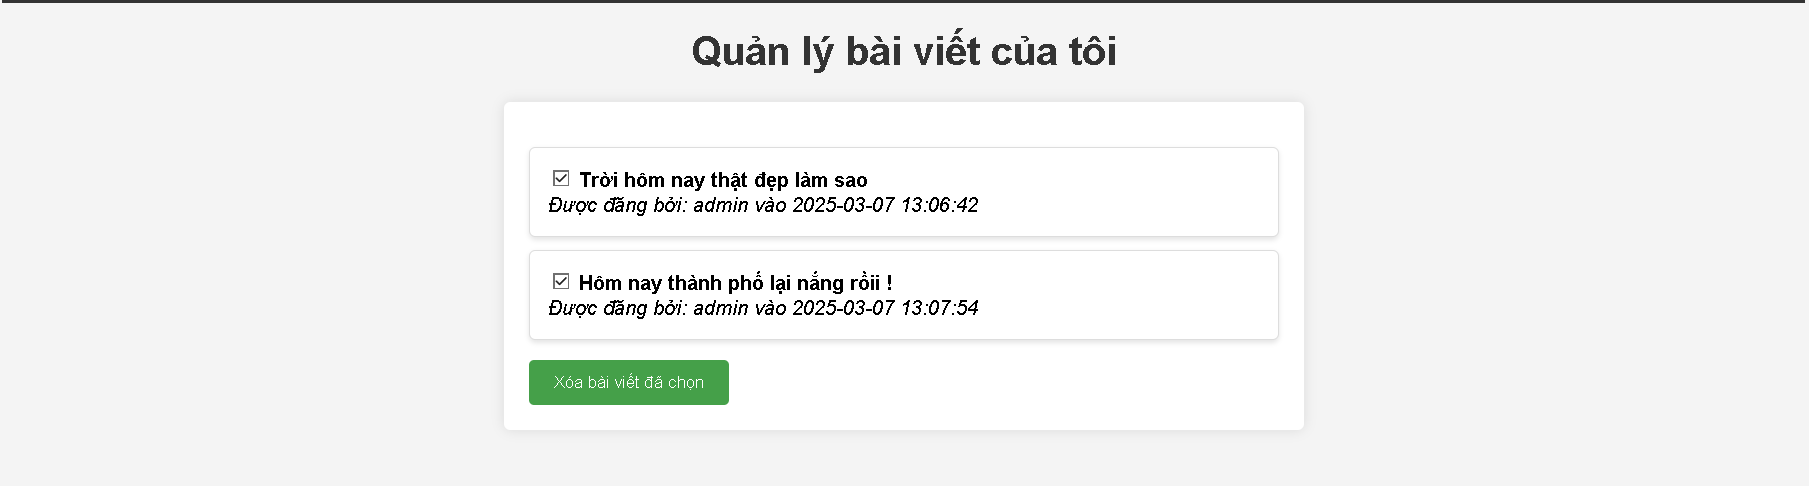 Quản lý bài viết của tôi
Trời hôm nay thật đẹp làm sao
Được đăng bởi: admin vào 2025-03-07 13:06:42
Hôm nay thành phố lại nắng rồii !
Được đăng bởi: admin vào 2025-03-07 13:07:54
Xóa bài viết đã chọn